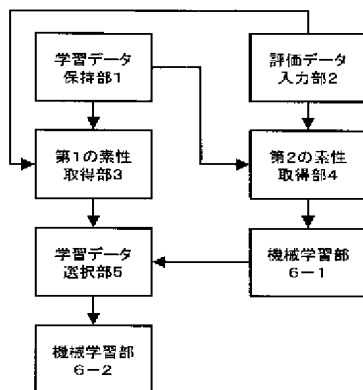 学習データ
保持部1
評価データ
入力部2
第1の素性
取得部3
第2の素性
取得部4
学習データ
選択部5
機械学習部
6－1
機械学習部
6－2